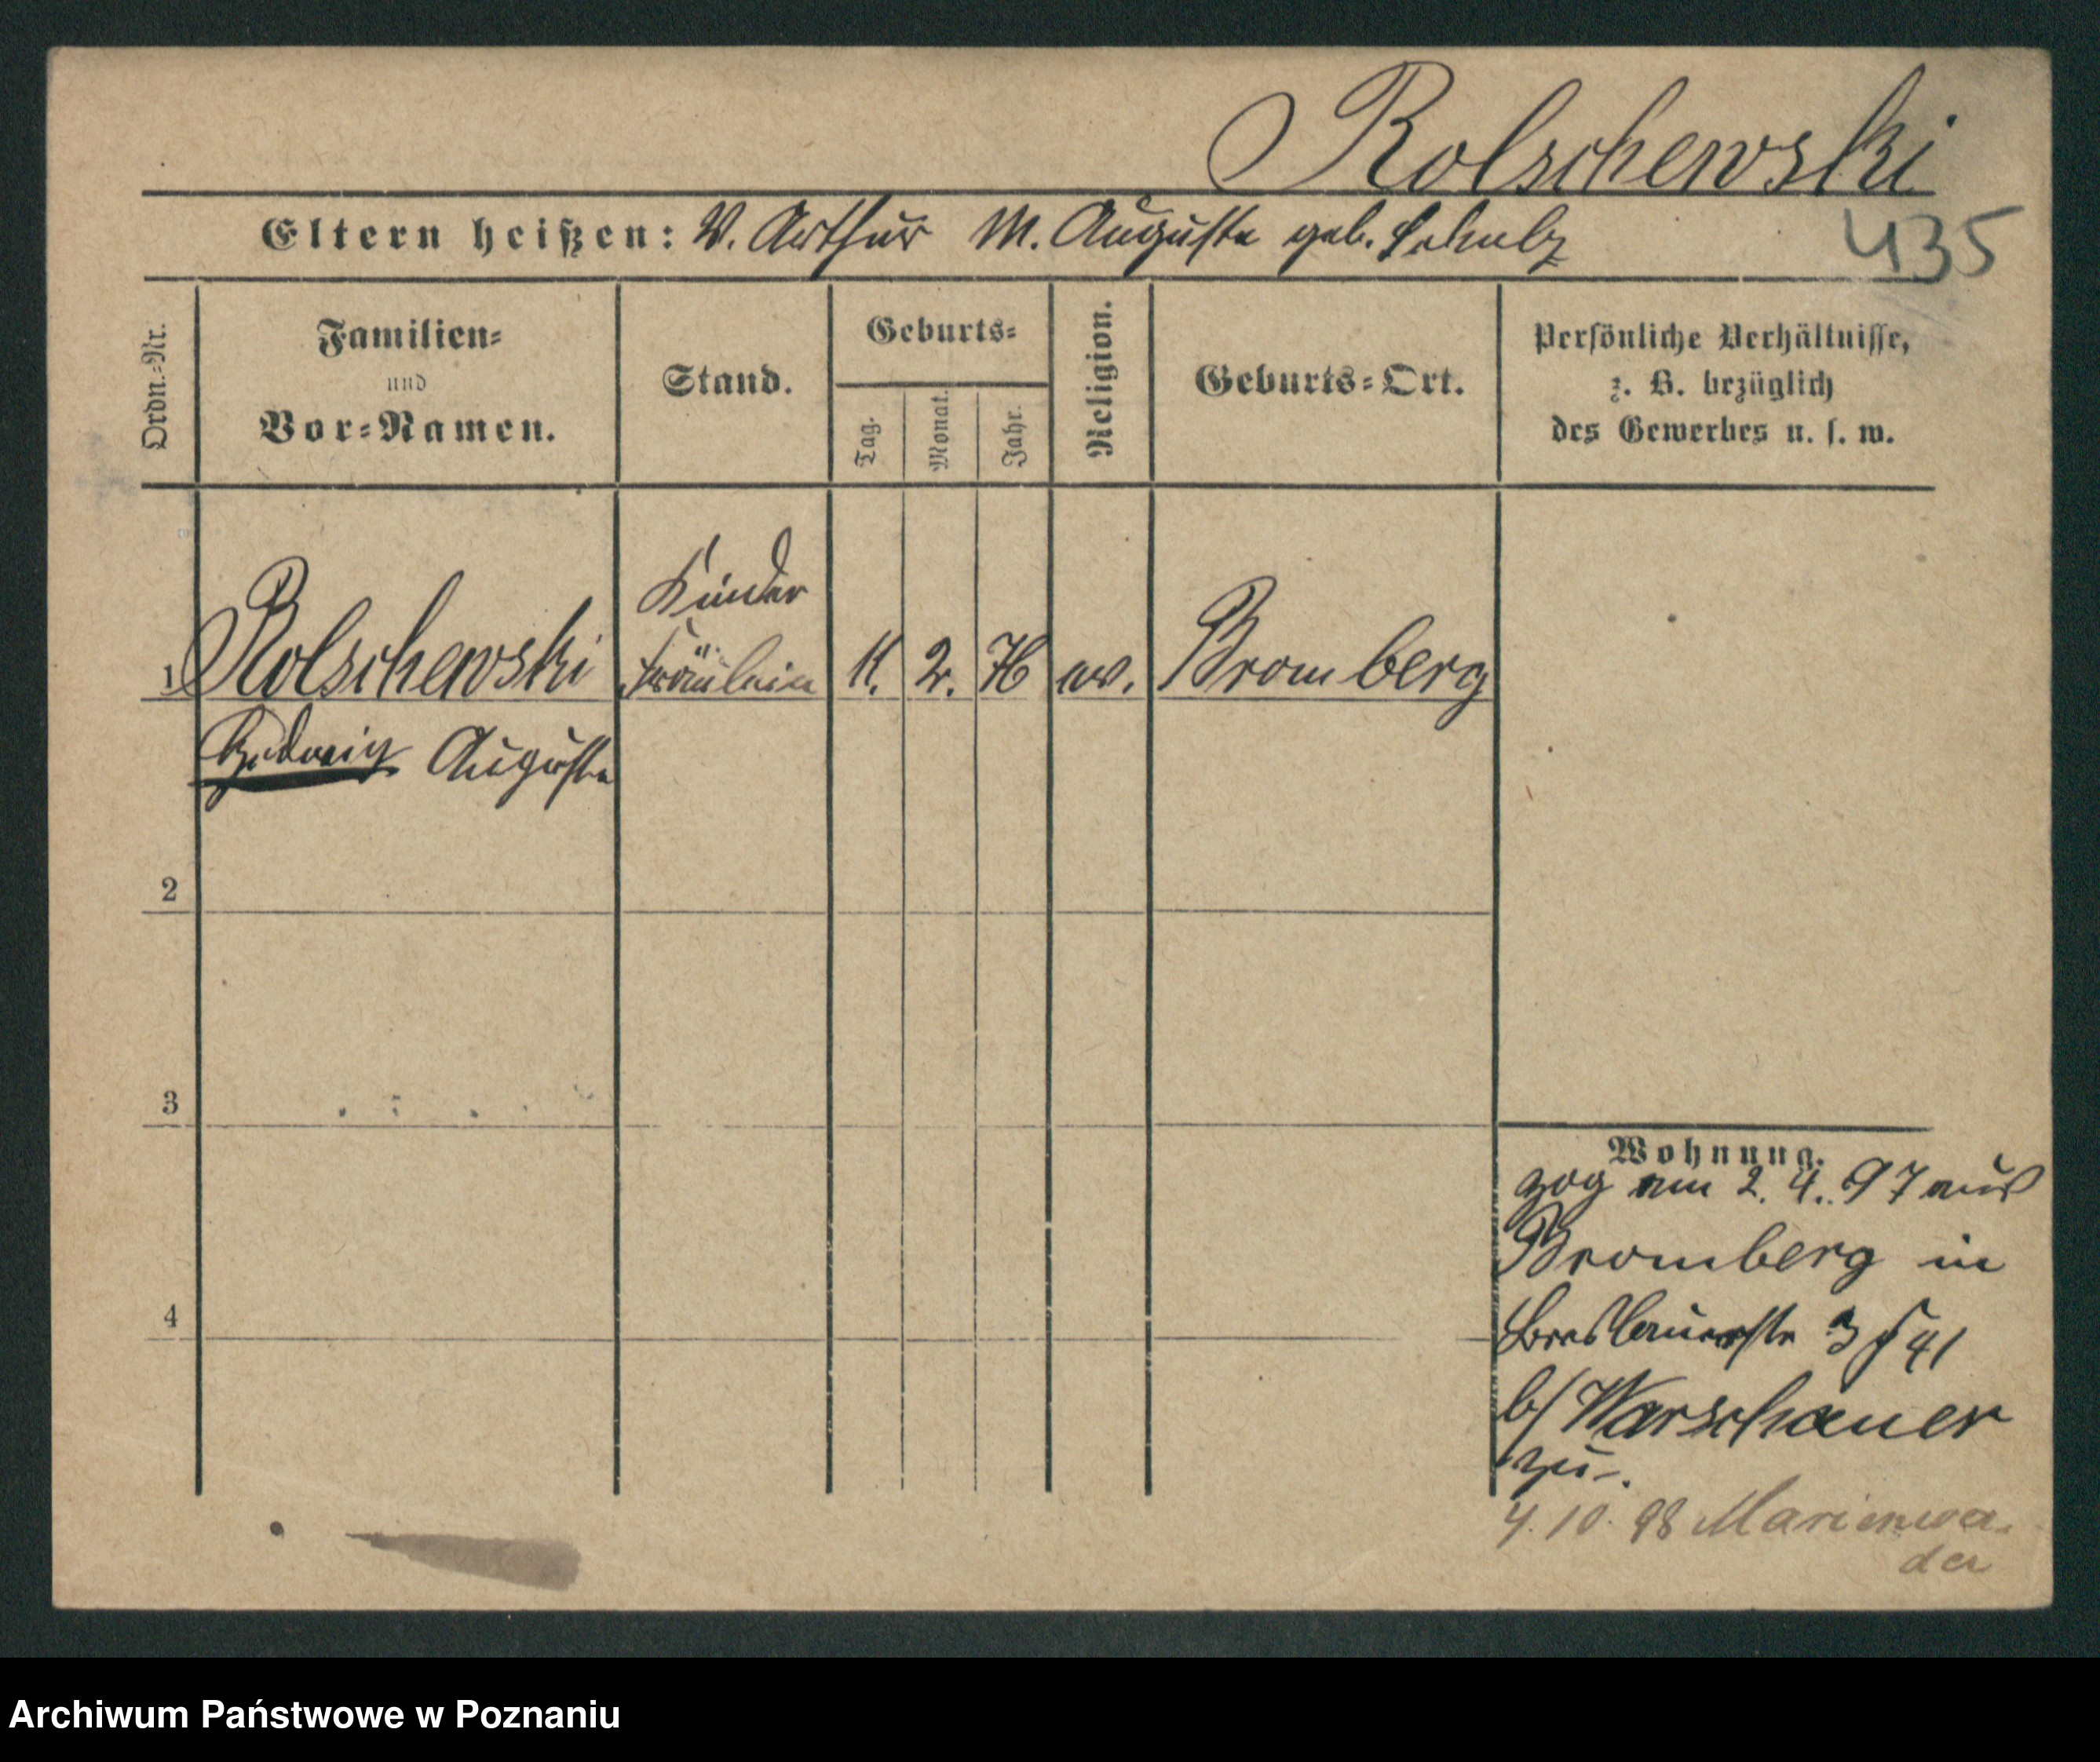 Rolschewski
435
Eltern heißen: V. Arthur M. Auguste geb. Schulz
Ordn.-Nr.
Familien-
und
Vor-Namen.
Stand.
Geburts-
Tag.
Monat.
Jahr.
Religion.
Geburts-Ort.
Persönliche Verhältnisse,
z. B. bezüglich
des Gewerbes u. s. w.
Kinder
1 Rolschewski Fräulein 11. 2. 76 ev. Bromberg
Hedwig Auguste
2
3
4
Wohnung.
zog am 2. 4. 97 aus
Bromberg in
Breslauerstr 3 41
b/ Warschauer
zu.
4. 10. 98 Marienwer-
der
Archiwum Państwowe w Poznaniu